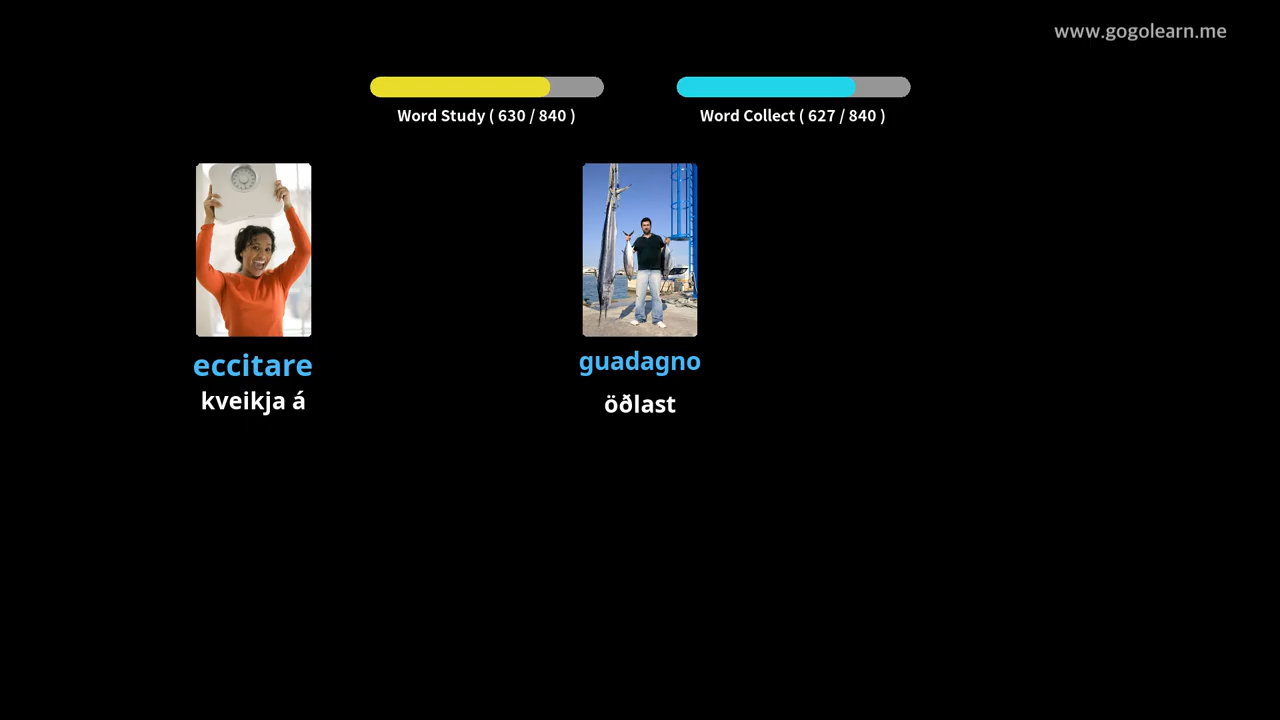 www.gogolearn.me
Word Study ( 630 / 840 )
Word Collect ( 627 / 840 )
eccitare
kveikja á
guadagno
öðlast